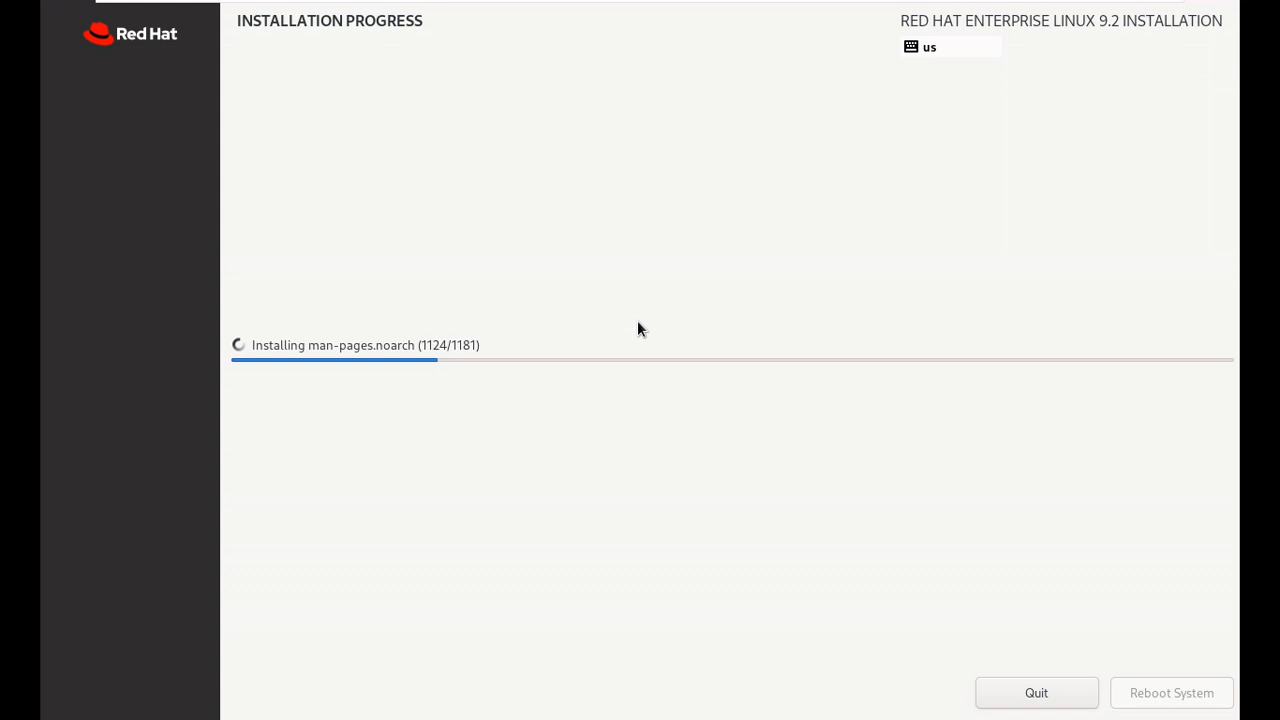 Red Hat
INSTALLATION PROGRESS
RED HAT ENTERPRISE LINUX 9.2 INSTALLATION
us
Installing man-pages.noarch (1124/1181)
Quit
Reboot System